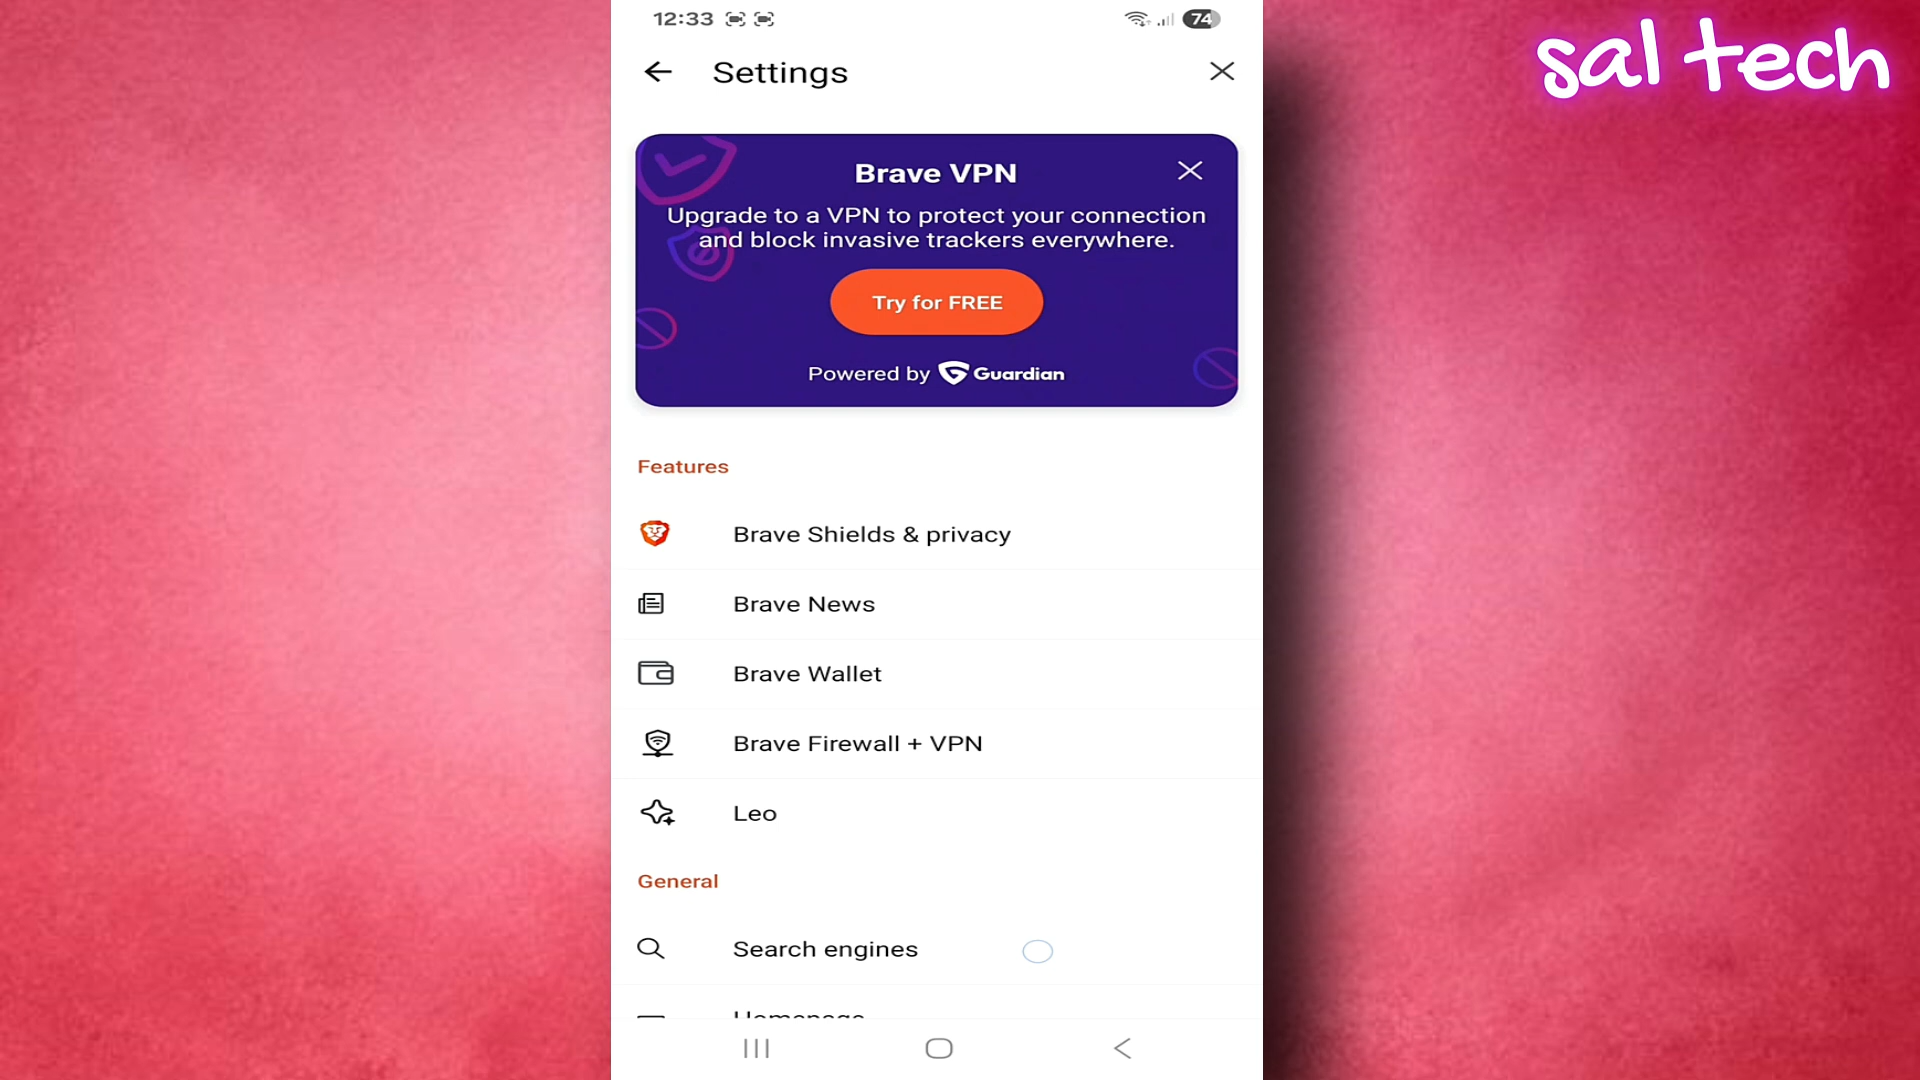 12:33
74
sal tech
Settings
Brave VPN
Upgrade to a VPN to protect your connection
and block invasive trackers everywhere.
Try for FREE
Powered by Guardian
Features
Brave Shields & privacy
Brave News
Brave Wallet
Brave Firewall + VPN
Leo
General
Search engines
Homepage